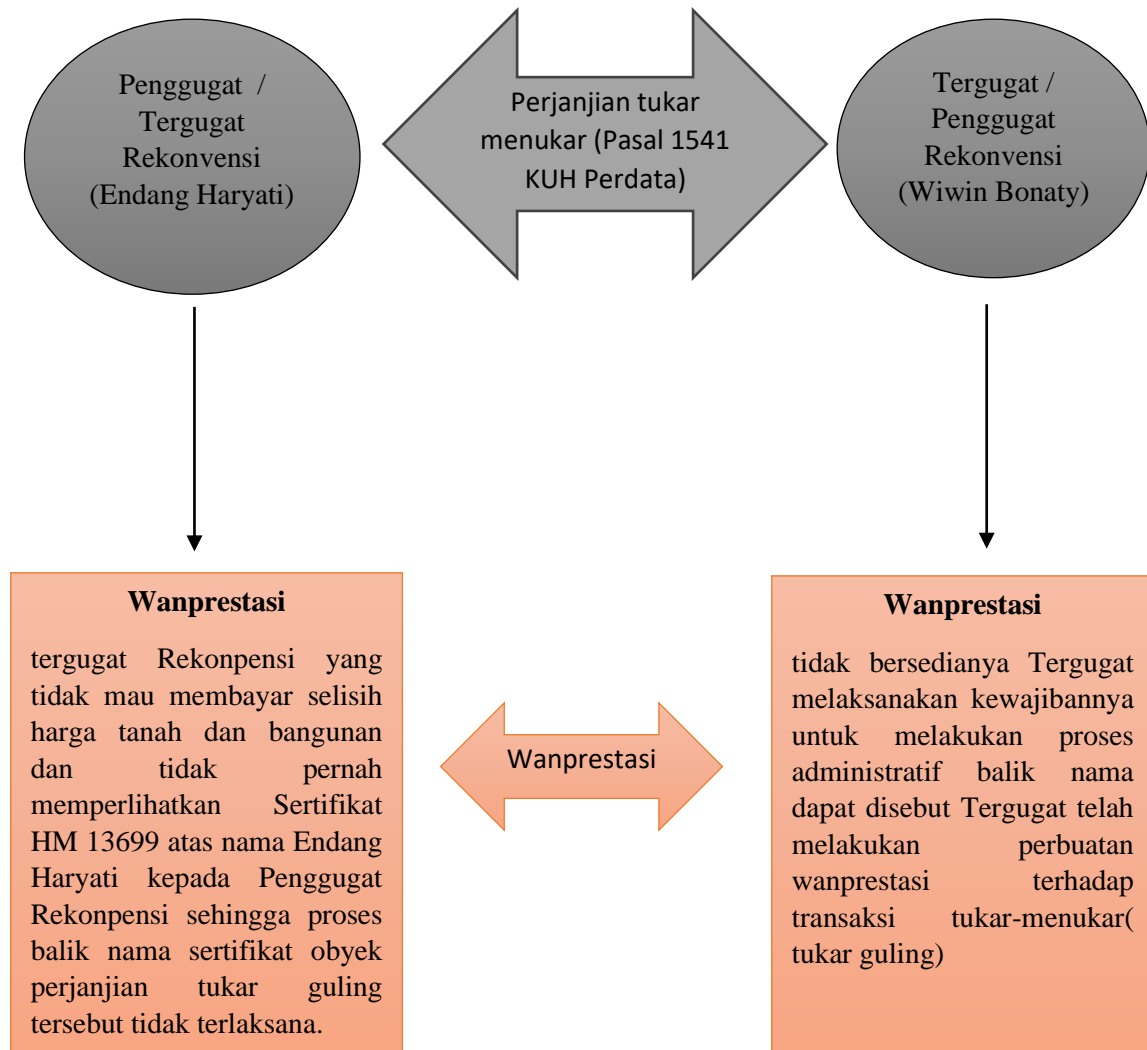 Penggugat /
Tergugat
Rekonvensi
(Endang Haryati)
Perjanjian tukar
menukar (Pasal 1541
KUH Perdata)
Tergugat /
Penggugat
Rekonvensi
(Wiwin Bonaty)
Wanprestasi
tergugat Rekonpensi yang
tidak mau membayar selisih
harga tanah dan bangunan
dan tidak pernah
memperlihatkan Sertifikat
HM 13699 atas nama Endang
Haryati kepada Penggugat
Rekonpensi sehingga proses
balik nama sertifikat obyek
perjanjian tukar guling
tersebut tidak terlaksana.
Wanprestasi
Wanprestasi
tidak bersedianya Tergugat
melaksanakan kewajibannya
untuk melakukan proses
administratif balik nama
dapat disebut Tergugat telah
melakukan perbuatan
wanprestasi terhadap
transaksi tukar-menukar(
tukar guling)